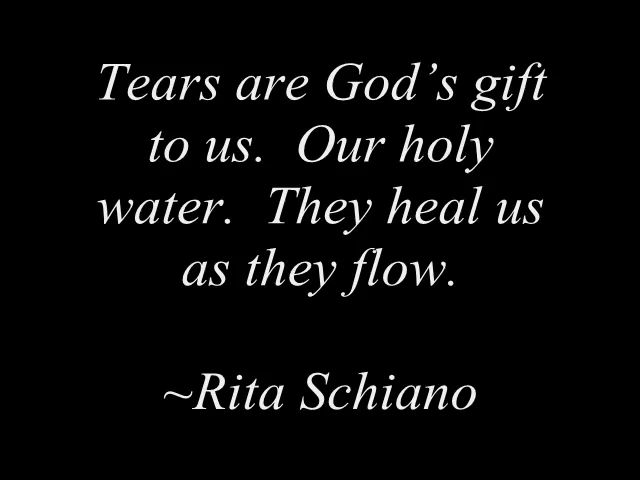 Tears are God’s gift
to us.  Our holy
water.  They heal us
as they flow.
~Rita Schiano